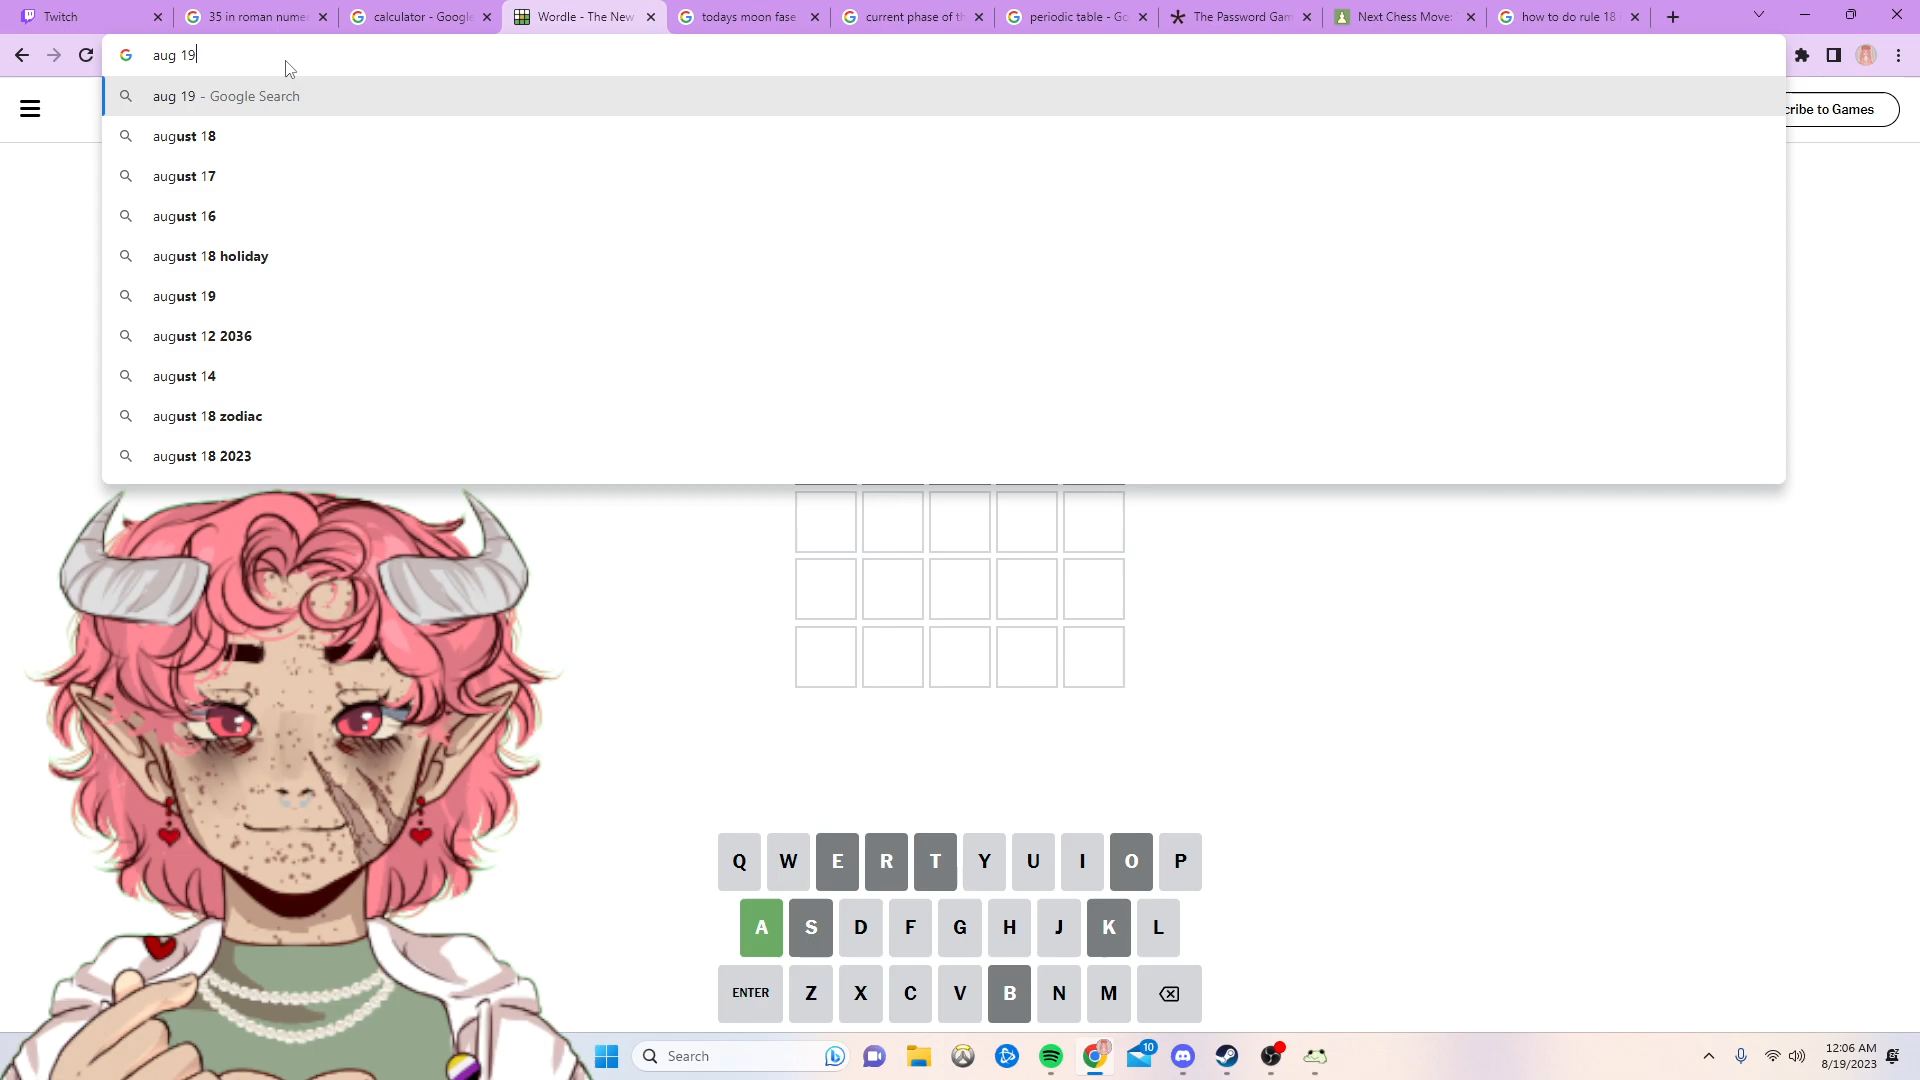 Twitch
35 in roman nume
calculator - Google
Wordle - The New
todays moon fase
current phase of th
periodic table - Go
The Password Gam
Next Chess Move:
how to do rule 18
aug 19
aug 19 - Google Search
august 18
august 17
august 16
august 18 holiday
august 19
august 12 2036
august 14
august 18 zodiac
august 18 2023
cribe to Games
Q W E R T Y U I O P
A S D F G H J K L
ENTER Z X C V B N M
Search
10
12:06 AM
8/19/2023